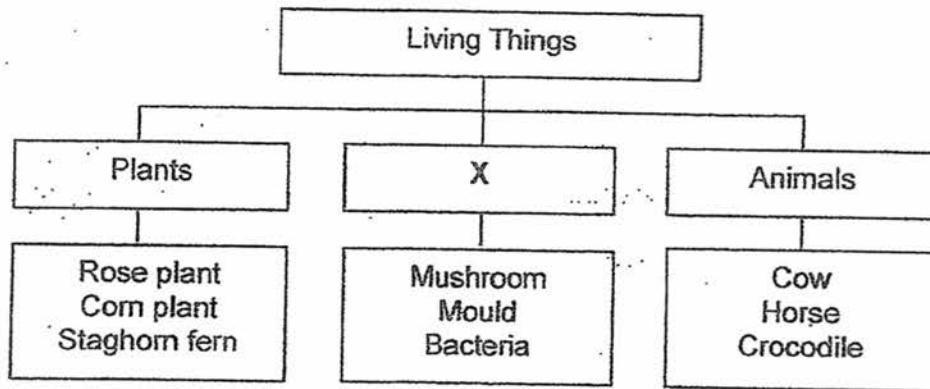 Living Things
Plants
X
Animals
Rose plant
Corn plant
Staghorn fern
Mushroom
Mould
Bacteria
Cow
Horse
Crocodile